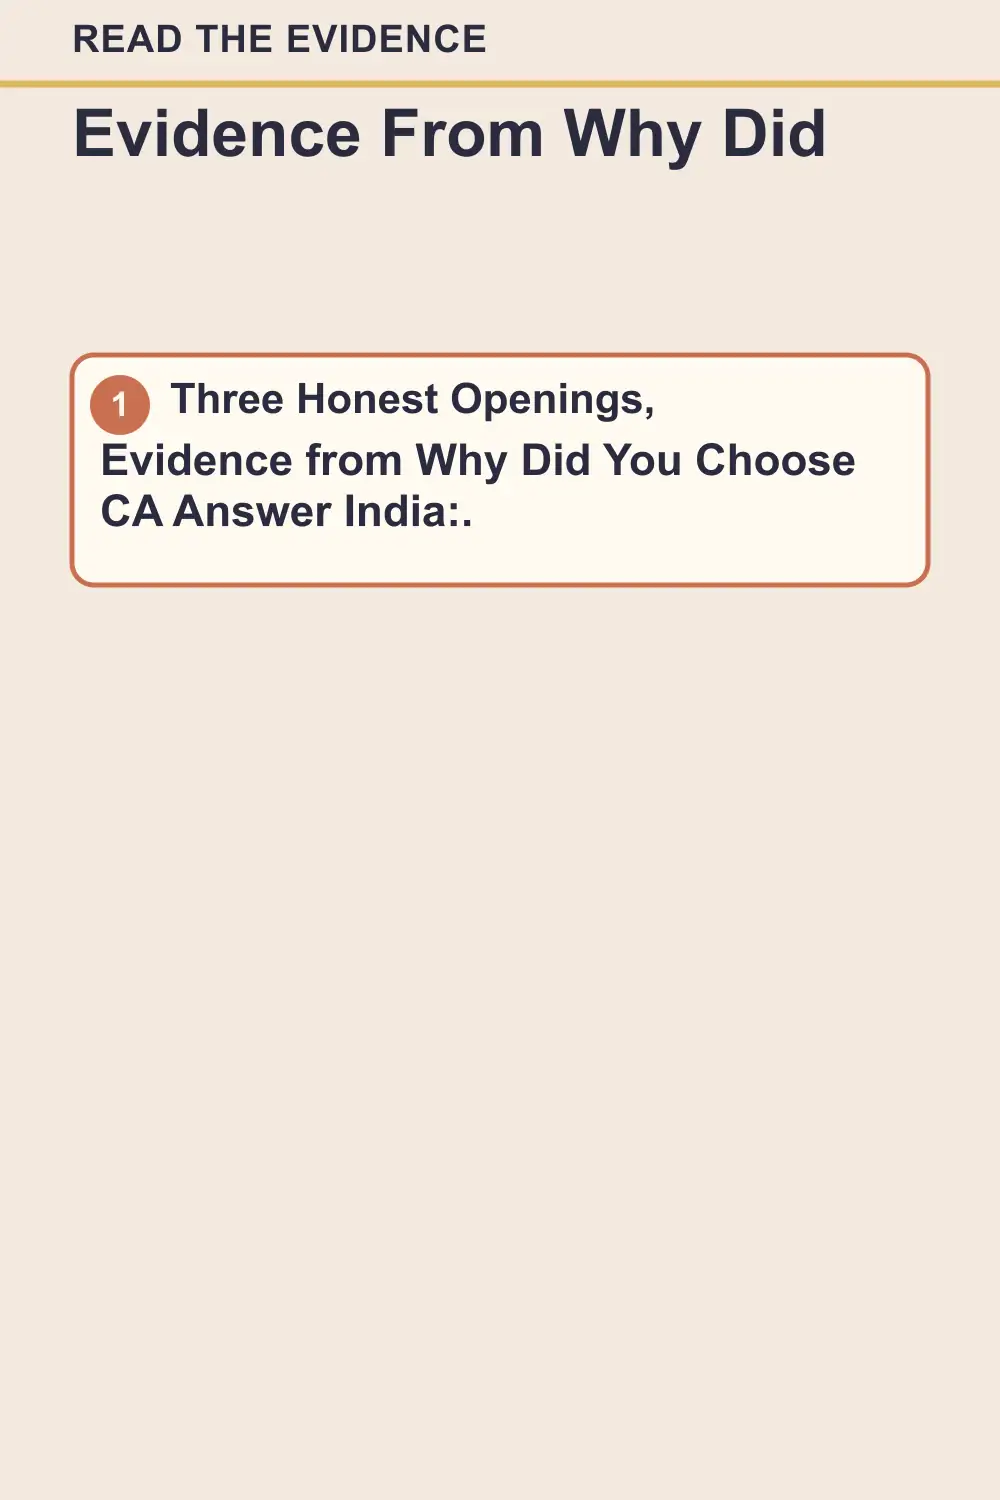 READ THE EVIDENCE
Evidence From Why Did
1 Three Honest Openings,
Evidence from Why Did You Choose
CA Answer India:.